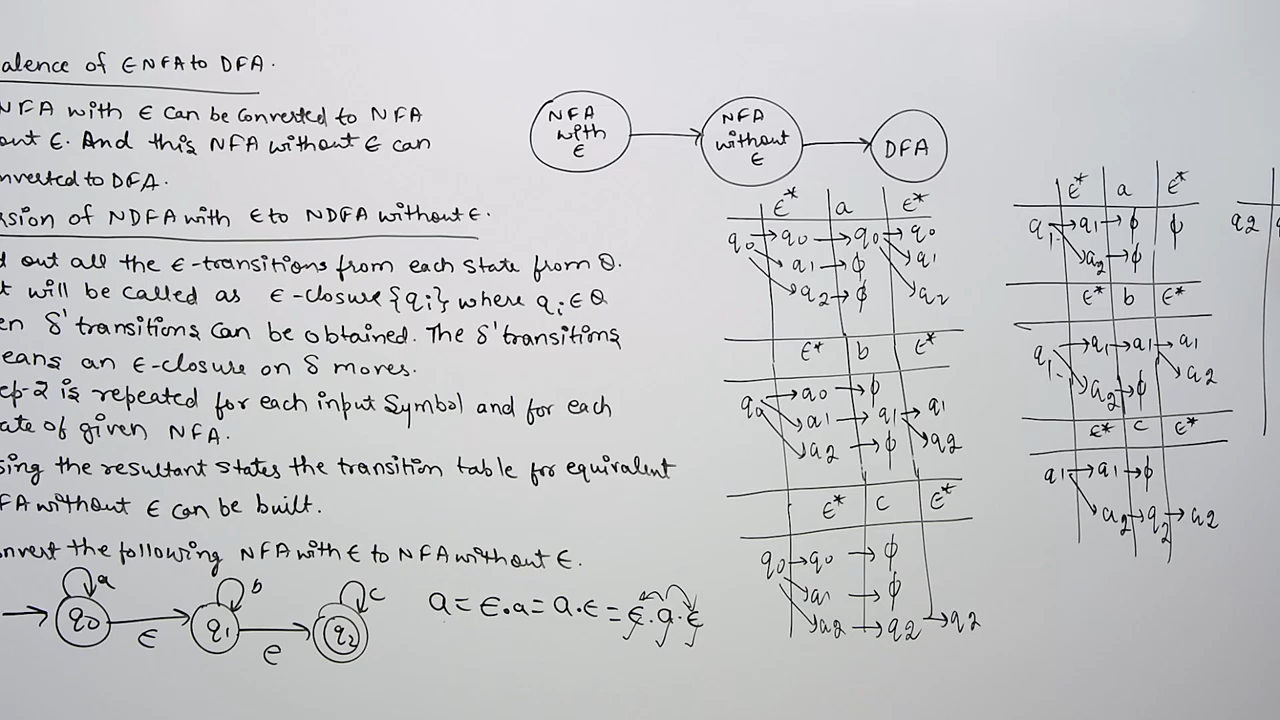 alence of ϵ NFA to DFA.
NFA with ϵ can be converted to NFA
out ϵ. And this NFA without ϵ can
nverted to DFA.
rsion of NDFA with ϵ to NDFA without ϵ.
d out all the ϵ-transitions from each state from Q.
t will be called as ϵ-closure {qi} where qi ∈ Q
en δ' transitions can be obtained. The δ' transitions
eans an ϵ-closure on δ moves.
ep-2 is repeated for each input Symbol and for each
ate of given NFA.
sing the resultant states the transition table for equivalent
FA without ϵ can be built.
nvert the following NFA with ϵ to NFA without ϵ.
a b c
→ q0 q1 q2
ϵ e
a = ϵ.a = a.ϵ = ϵ.a.ϵ
NFA with ϵ → NFA without ϵ → DFA
ϵ* a ϵ*
q0 → q0 → q0 → q0
q1 → ϕ q1
q2 → ϕ q2
ϵ* b ϵ*
q0 → q0 → ϕ
q1 → q1 → q1
q2 → ϕ q2
ϵ* c ϵ*
q0 → q0 → ϕ
q1 → ϕ
q2 → q2 → q2
ϵ* a ϵ*
q1 → q1 → ϕ ϕ
q2 → ϕ
ϵ* b ϵ*
q1 → q1 → q1 → q1
q2 → ϕ q2
ϵ* c ϵ*
q1 → q1 → ϕ
q2 → q2 → q2
q2